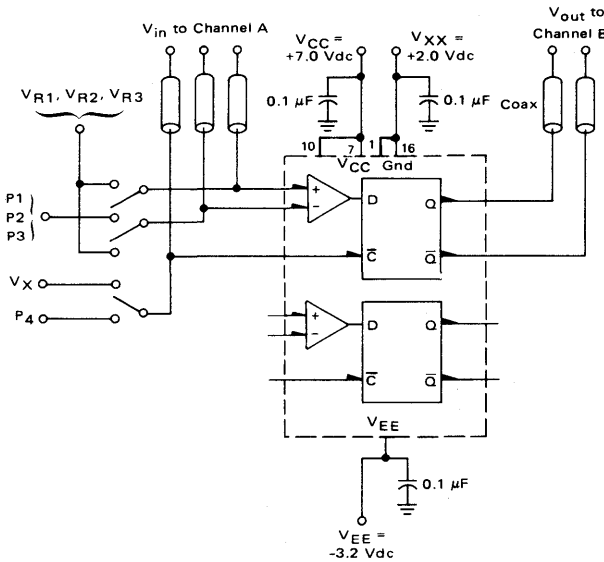 Vin to Channel A
VCC =
+7.0 Vdc
VXX =
+2.0 Vdc
Vout to
Channel B
VR1, VR2, VR3
0.1 µF
0.1 µF
Coax
10
7
1
16
VCC
Gnd
P1
P2
P3
+
−
D
Q
C̅
Q̅
VX
P4
+
−
D
Q
C̅
Q̅
VEE
0.1 µF
VEE =
-3.2 Vdc